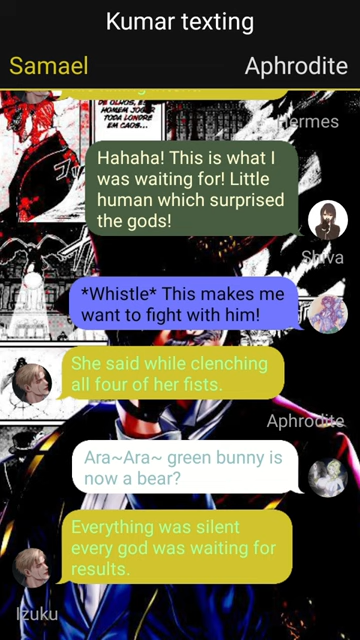 Kumar texting
Samael
Aphrodite
DE OLHOS, ES
HOMEM JOGOU
TODA LONDRE
EM CAOS...
Hermes
Hahaha! This is what I
was waiting for! Little
human which surprised
the gods!
Shiva
*Whistle* This makes me
want to fight with him!
She said while clenching
all four of her fists.
Aphrodite
Ara~Ara~ green bunny is
now a bear?
Everything was silent
every god was waiting for
results.
Izuku